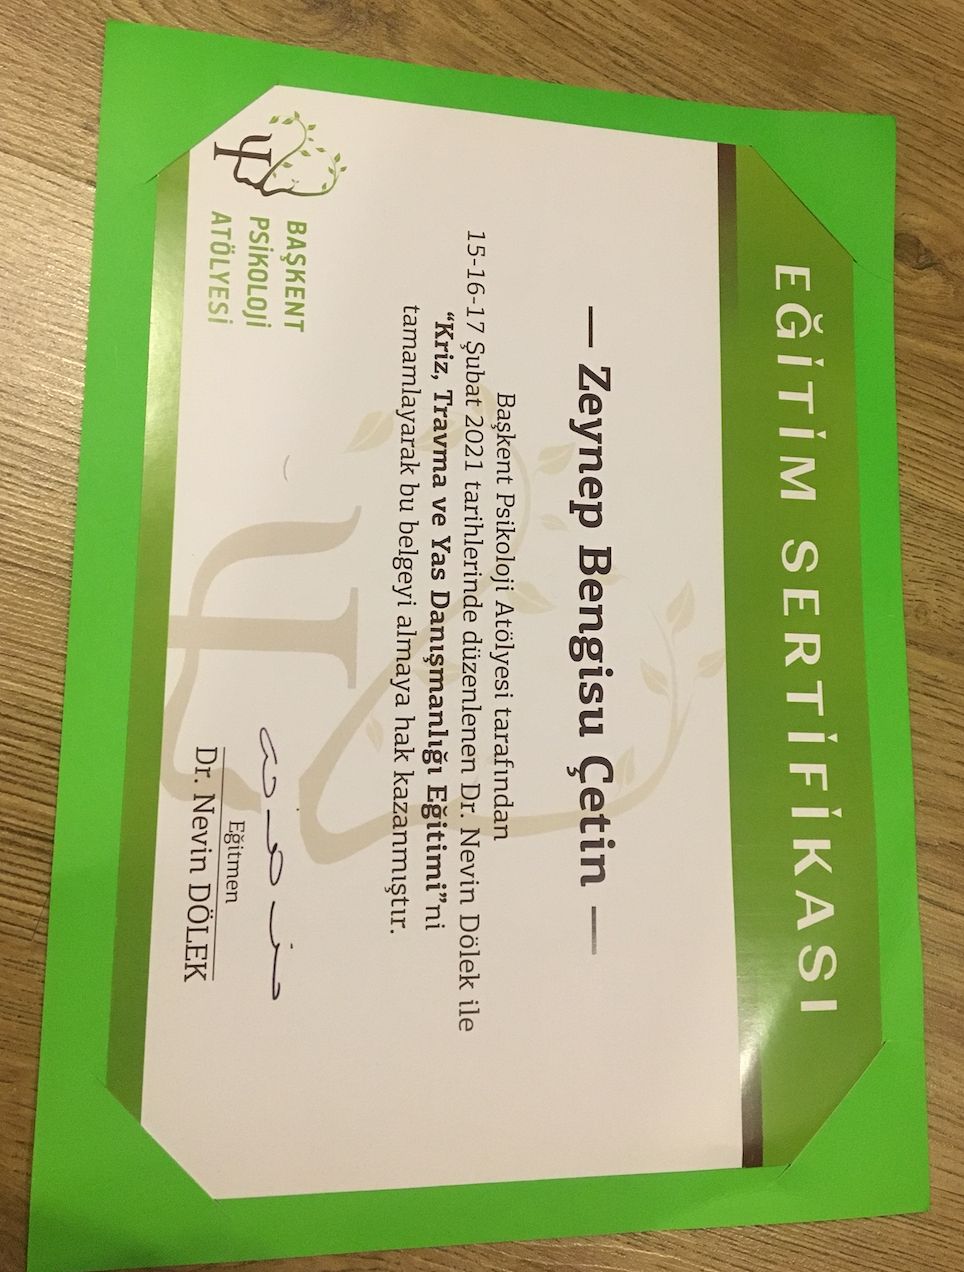 EĞİTİM SERTİFİKASI
— Zeynep Bengisu Çetin —
Başkent Psikoloji Atölyesi tarafından
15-16-17 Şubat 2021 tarihlerinde düzenlenen Dr. Nevin Dölek ile
“Kriz, Travma ve Yas Danışmanlığı Eğitimi”ni
tamamlayarak bu belgeyi almaya hak kazanmıştır.
BAŞKENT
PSİKOLOJİ
ATÖLYESİ
Eğitmen
Dr. Nevin DÖLEK